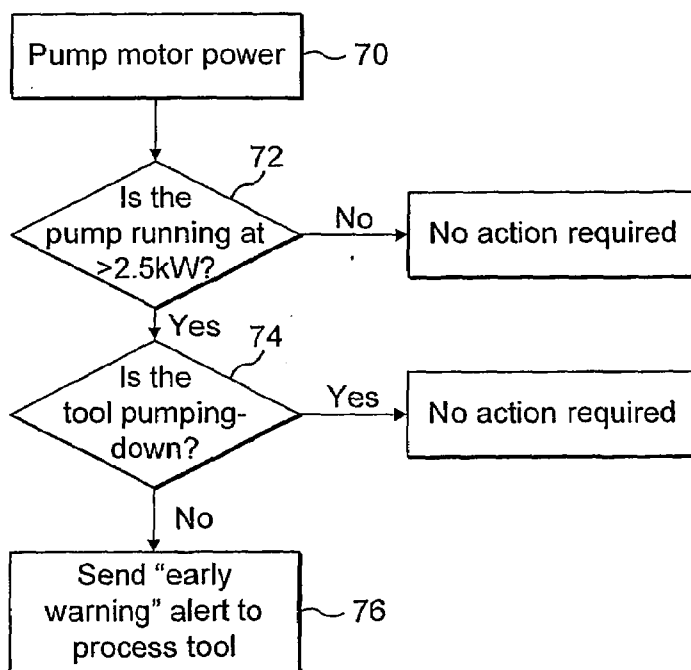 Pump motor power
70
72
Is the
pump running at
>2.5kW?
No
No action required
Yes
74
Is the
tool pumping-
down?
Yes
No action required
No
Send “early
warning” alert to
process tool
76